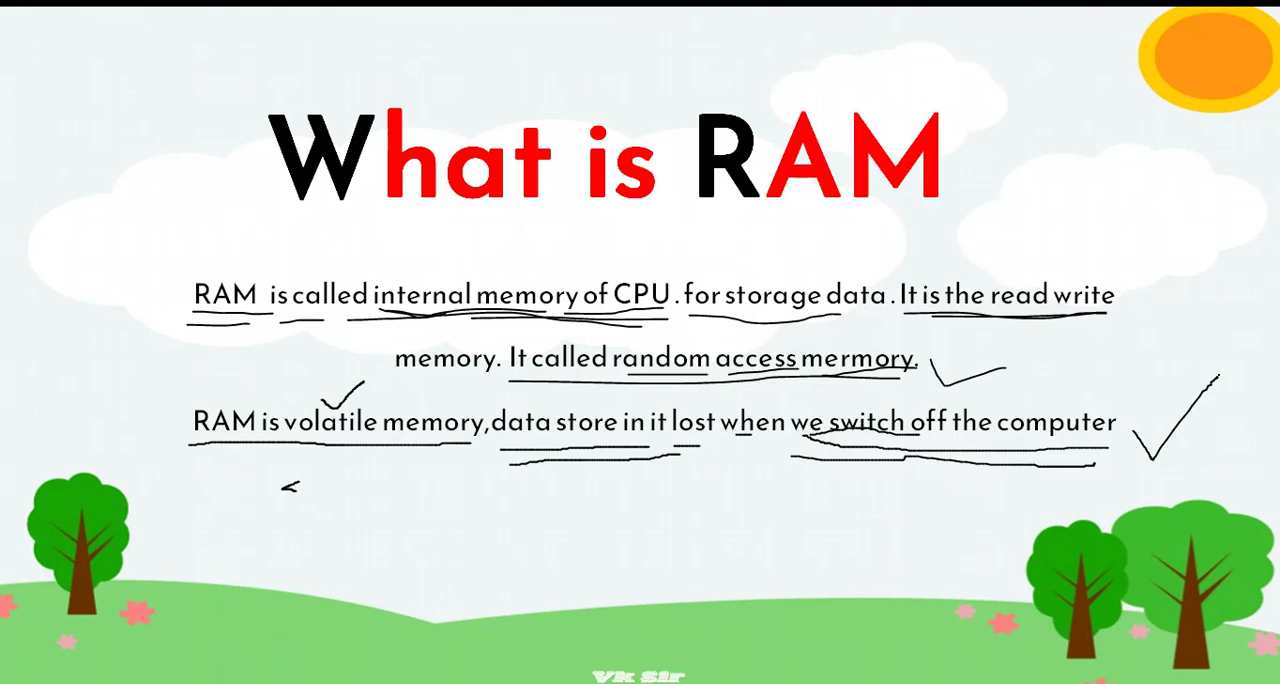 What is RAM
RAM is called internal memory of CPU . for storage data . It is the read write
memory. It called random access mermory.
RAM is volatile memory,data store in it lost when we switch off the computer
Vk Sir